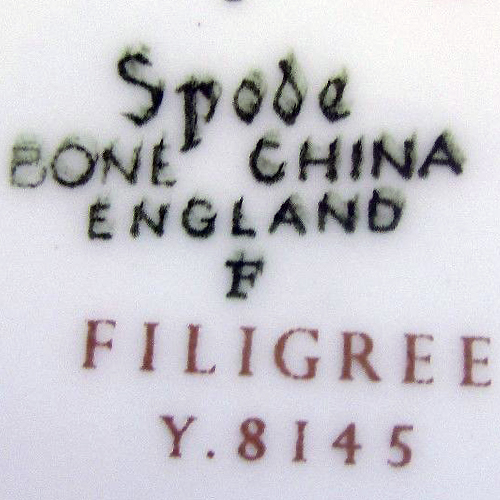 Spode
BONE CHINA
ENGLAND
F
FILIGREE
Y.8145